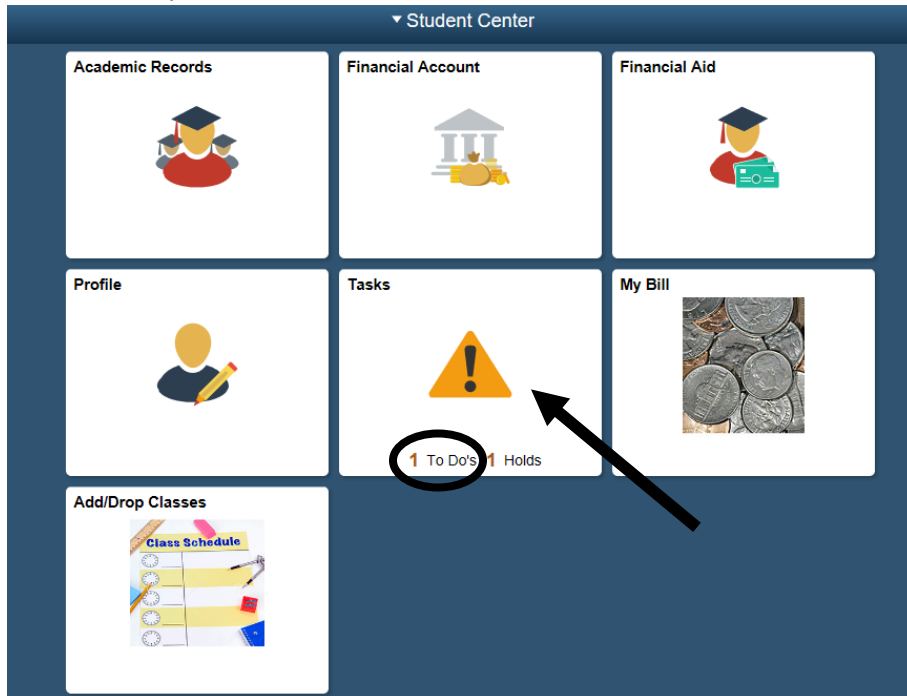 Student Center
Academic Records
Financial Account
Financial Aid
Profile
Tasks
My Bill
1 To Do's 1 Holds
Add/Drop Classes
Class Schedule